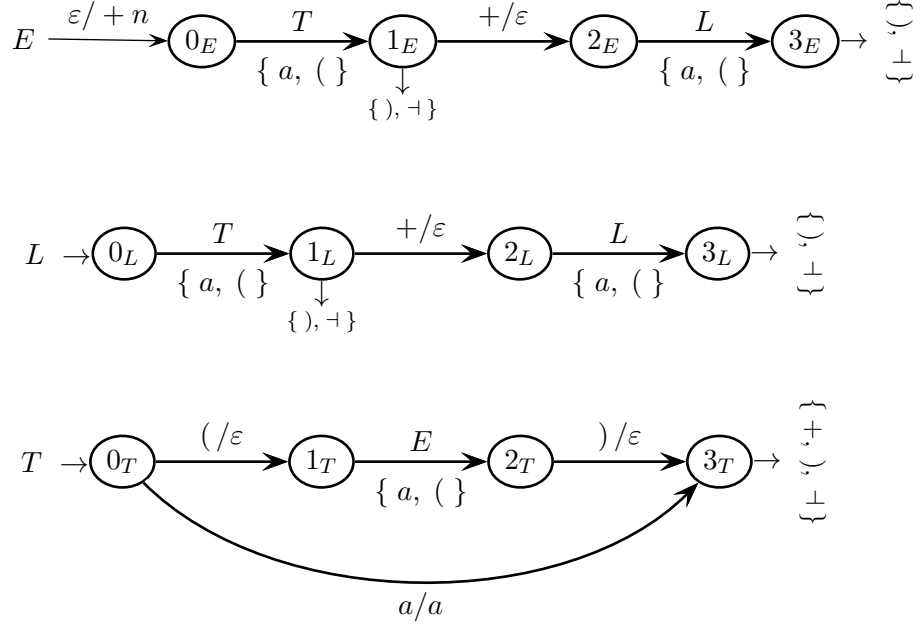 ε/ + n T +/ε L
E 0_E 1_E 2_E 3_E { ), ⊣ }
{ a, ( } { a, ( }
{ ), ⊣ }
T +/ε L
L 0_L 1_L 2_L 3_L { ), ⊣ }
{ a, ( } { a, ( }
{ ), ⊣ }
( /ε E ) /ε
T 0_T 1_T 2_T 3_T { +, ), ⊣ }
{ a, ( }
a/a